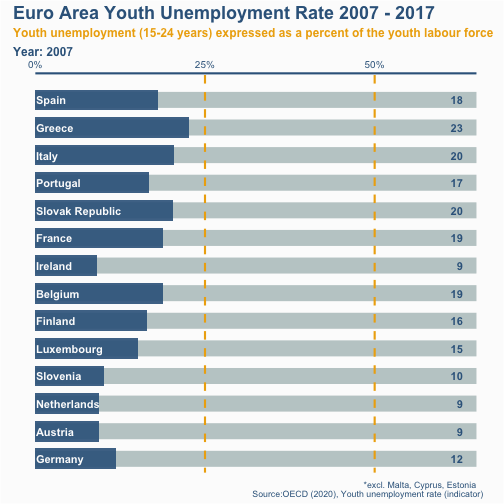 Euro Area Youth Unemployment Rate 2007 - 2017
Youth unemployment (15-24 years) expressed as a percent of the youth labour force
Year: 2007
0% 25% 50%
Spain 18
Greece 23
Italy 20
Portugal 17
Slovak Republic 20
France 19
Ireland 9
Belgium 19
Finland 16
Luxembourg 15
Slovenia 10
Netherlands 9
Austria 9
Germany 12
*excl. Malta, Cyprus, Estonia
Source:OECD (2020), Youth unemployment rate (indicator)